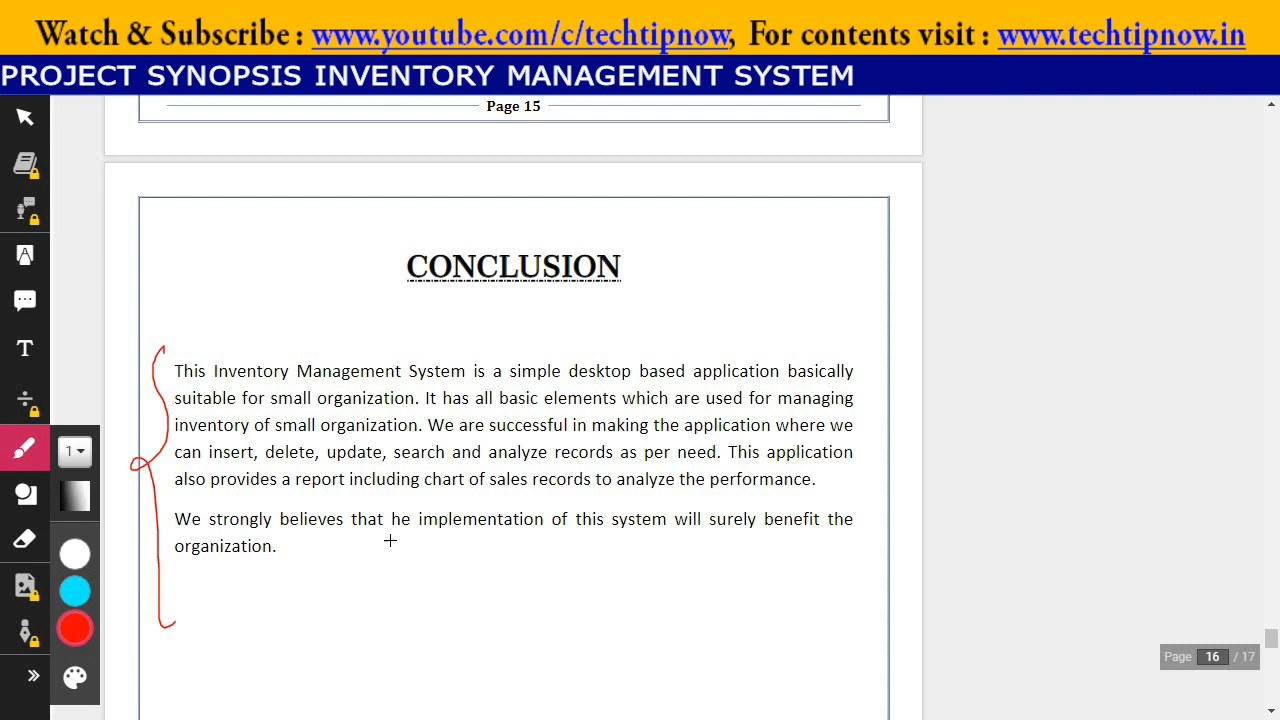 Watch & Subscribe : www.youtube.com/c/techtipnow, For contents visit : www.techtipnow.in
PROJECT SYNOPSIS INVENTORY MANAGEMENT SYSTEM
Page 15
CONCLUSION
This Inventory Management System is a simple desktop based application basically
suitable for small organization. It has all basic elements which are used for managing
inventory of small organization. We are successful in making the application where we
can insert, delete, update, search and analyze records as per need. This application
also provides a report including chart of sales records to analyze the performance.
We strongly believes that he implementation of this system will surely benefit the
organization.
T
1
Page 16 / 17